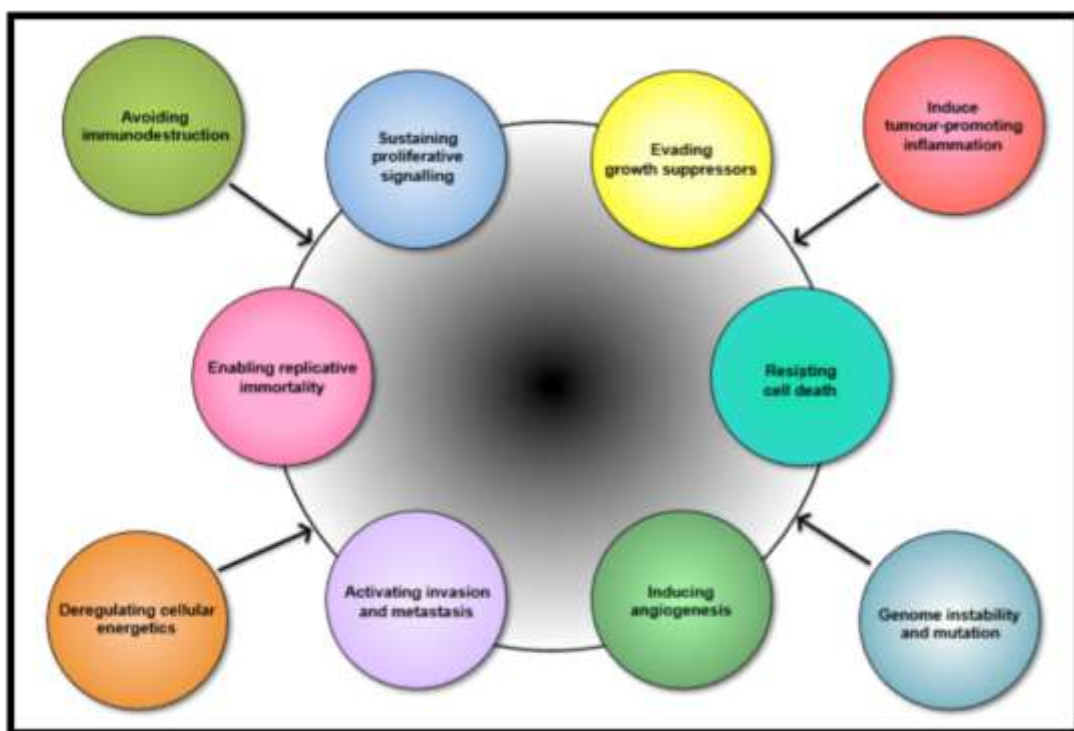 Avoiding
immunodestruction
Sustaining
proliferative
signalling
Evading
growth suppressors
Induce
tumour-promoting
inflammation
Enabling replicative
immortality
Resisting
cell death
Deregulating cellular
energetics
Activating invasion
and metastasis
Inducing
angiogenesis
Genome instability
and mutation